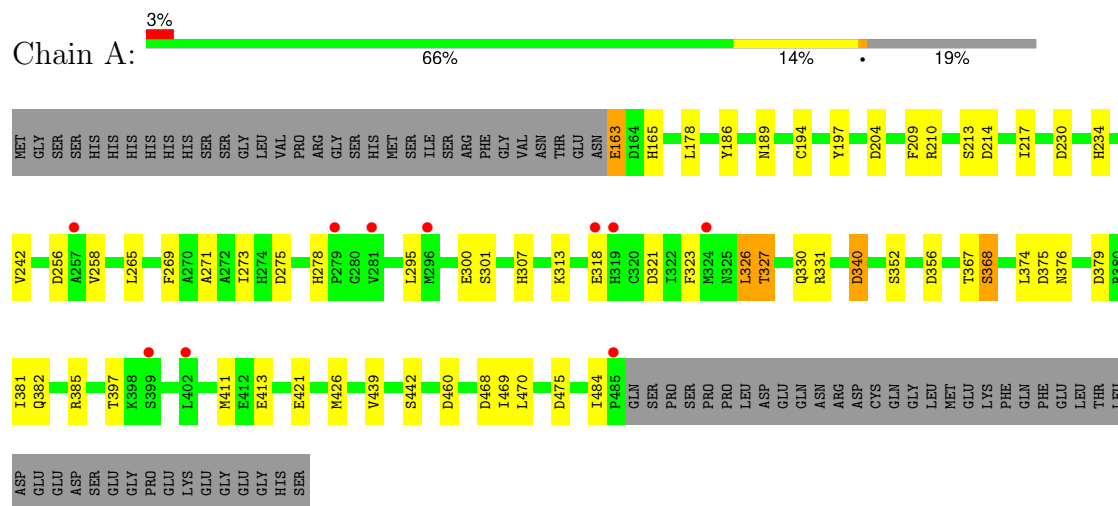 3%
Chain A:
66% 14% • 19%
MET GLY SER SER HIS HIS HIS HIS HIS HIS SER SER GLY LEU VAL PRO ARG GLY SER HIS MET SER ILE SER ARG PHE GLY VAL ASN THR GLU ASN E163 D164 H165 L178 Y186 N189 C194 Y197 D204 F209 R210 S213 D214 I217 D230 H234
V242 D256 A257 V258 L265 F269 A270 A271 A272 I273 H274 D275 H278 P279 G280 V281 L295 M296 E300 S301 H307 K313 E318 H319 C320 D321 I322 F323 M324 N325 L326 T327 Q330 R331 D340 S352 D356 T367 S368 L374 D375 N376 D379 R380
I381 Q382 R385 T397 K398 S399 L402 M411 E412 E413 E421 M426 V439 S442 D460 D468 I469 L470 D475 I484 P485 GLN SER PRO SER PRO PRO LEU ASP GLU GLN ASN ARG ASP CYS GLN GLY LEU MET GLU LYS PHE GLN PHE GLU LEU THR LEU
ASP GLU GLU ASP SER GLU GLY PRO GLU LYS GLU GLY GLU GLY HIS SER